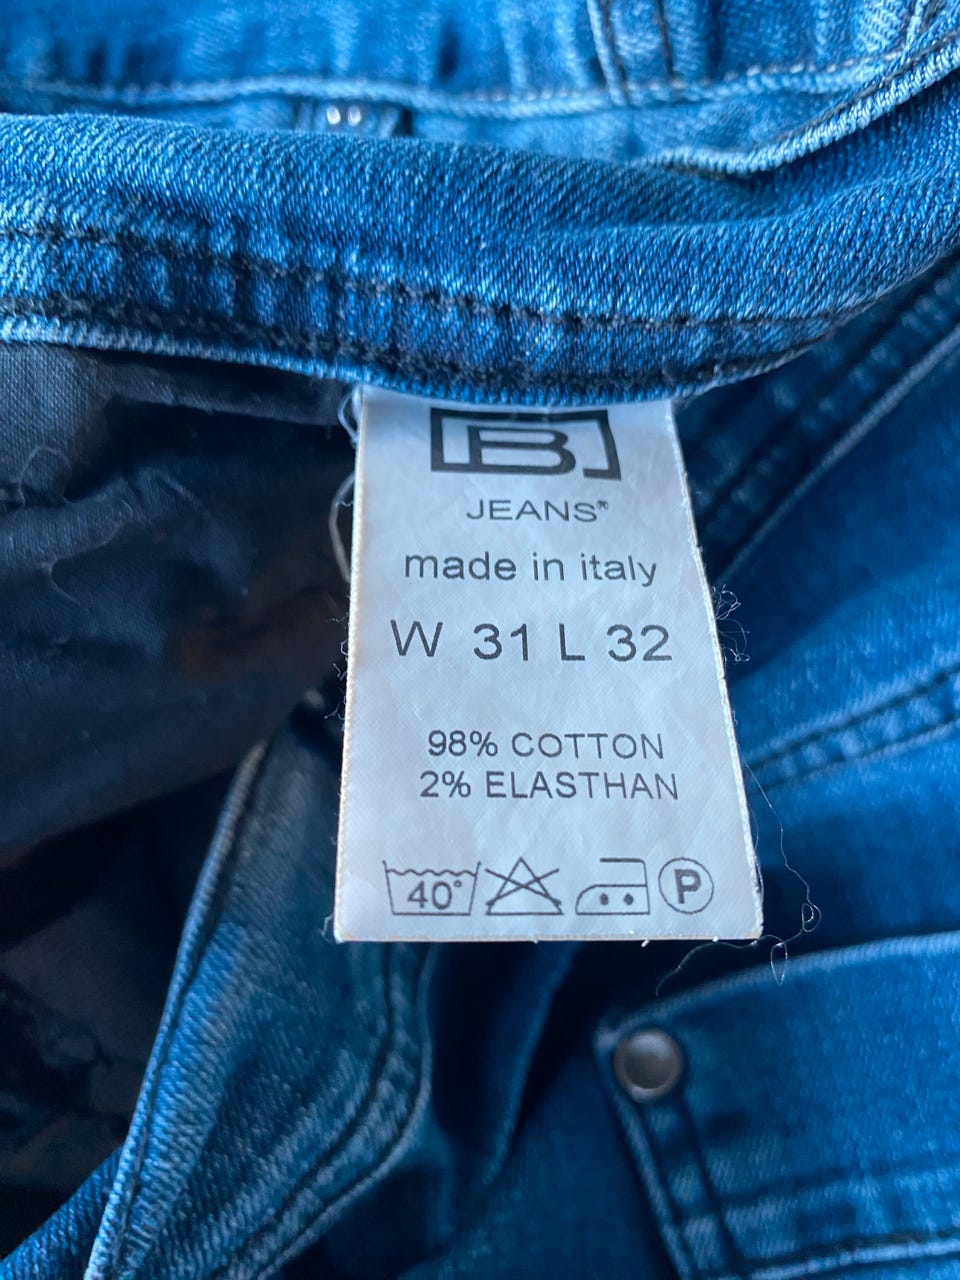 B
JEANS®
made in italy
W 31 L 32
98% COTTON
2% ELASTHAN
40° P